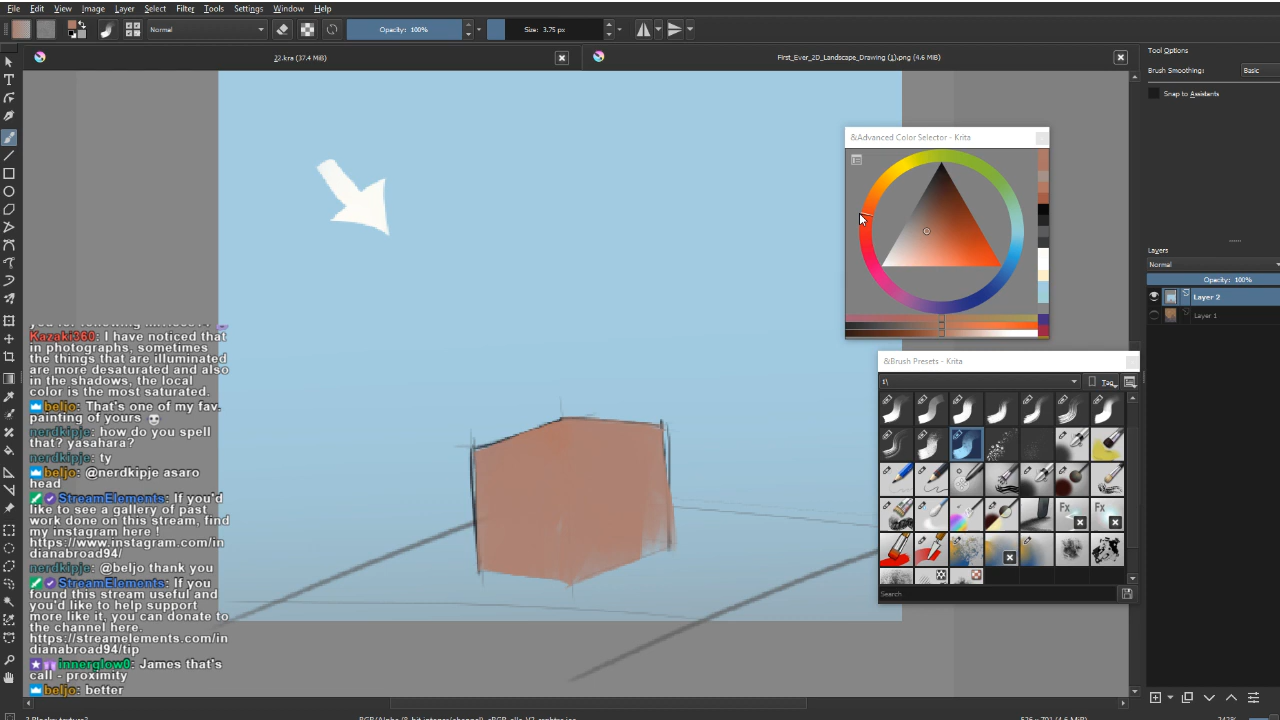 File Edit View Image Layer Select Filter Tools Settings Window Help
Normal Opacity: 100% Size: 3.75 px
22.kra (37.4 MiB) First_Ever_2D_Landscape_Drawing (1).png (4.6 MiB)
Tool Options
Brush Smoothing: Basic
Snap to Assistants
&Advanced Color Selector - Krita
Layers
Normal
Opacity: 100%
Layer 2
Layer 1
&Brush Presets - Krita
Tag
Fx Fx
Search
Kazaki360: I have noticed that
in photographs, sometimes
the things that are illuminated
are more desaturated and also
in the shadows, the local
color is the most saturated.
beljo: That's one of my fav.
painting of yours
nerdkipje: how do you spell
that? yasahara?
nerdkipje: ty
beljo: @nerdkipje asaro
head
StreamElements: If you'd
like to see a gallery of past
work done on this stream, find
my instagram here !
https://www.instagram.com/in
dianabroad94/
nerdkipje: @beljo thank you
StreamElements: If you
found this stream useful and
you'd like to help support
more like it, you can donate to
the channel here.
https://streamelements.com/in
dianabroad94/tip
innerglow0: James that's
call - proximity
beljo: better